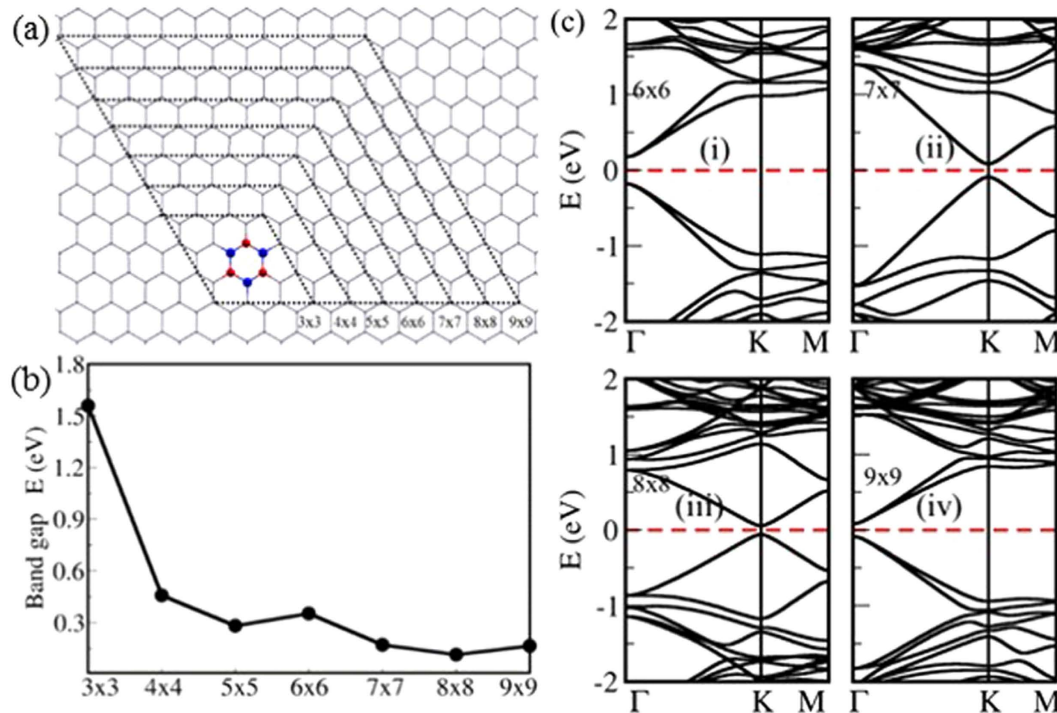 (a)
3x3 4x4 5x5 6x6 7x7 8x8 9x9
(b)
Band gap E (eV)
1.8
1.5
1.2
0.9
0.6
0.3
3x3 4x4 5x5 6x6 7x7 8x8 9x9
(c)
E (eV)
2
1
0
-1
-2
6x6
(i)
Γ K M
7x7
(ii)
Γ K M
E (eV)
2
1
0
-1
-2
8x8
(iii)
Γ K M
9x9
(iv)
Γ K M